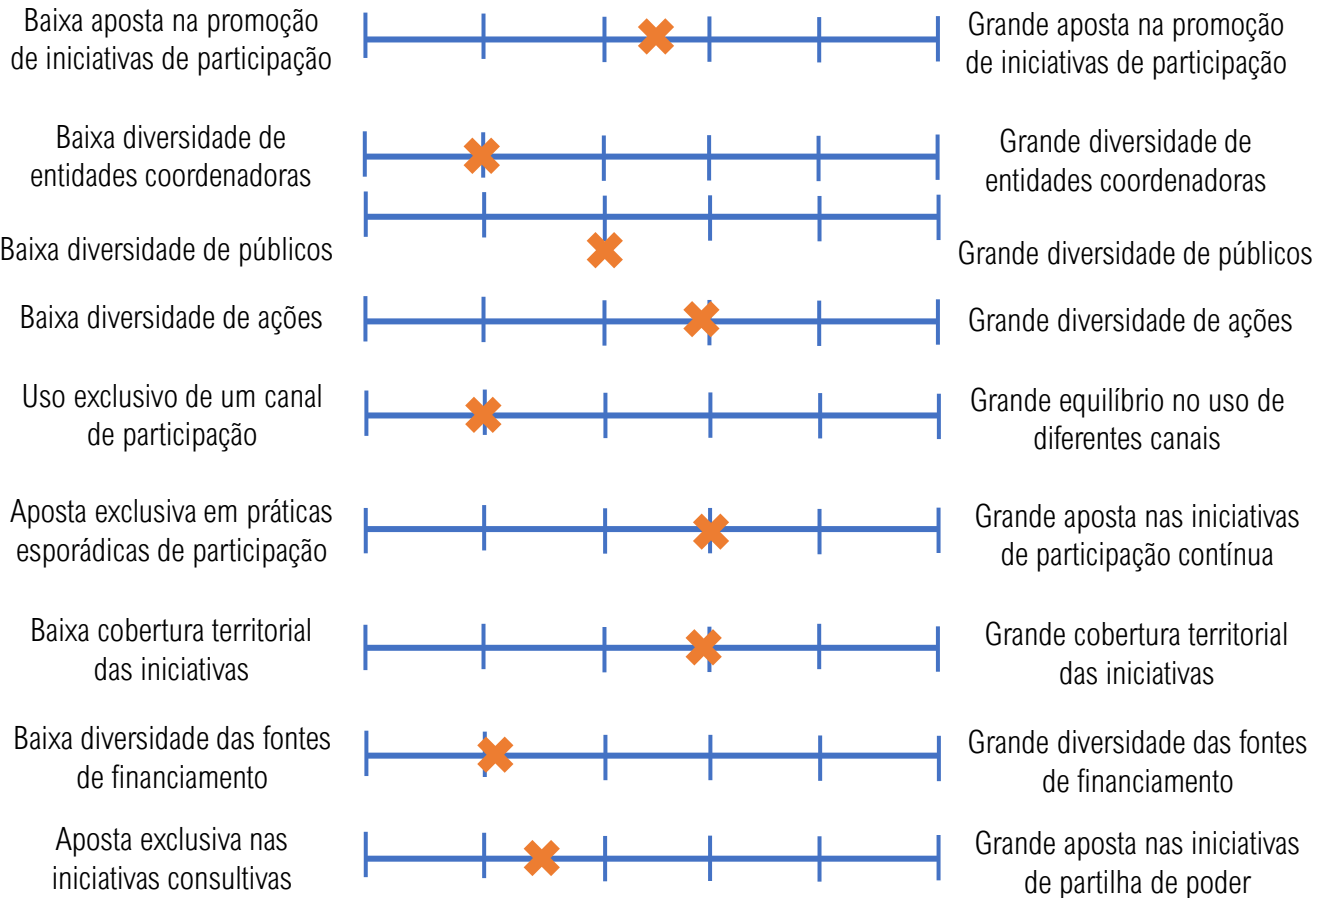 Baixa aposta na promoção
de iniciativas de participação
Grande aposta na promoção
de iniciativas de participação
Baixa diversidade de
entidades coordenadoras
Grande diversidade de
entidades coordenadoras
Baixa diversidade de públicos
Grande diversidade de públicos
Baixa diversidade de ações
Grande diversidade de ações
Uso exclusivo de um canal
de participação
Grande equilíbrio no uso de
diferentes canais
Aposta exclusiva em práticas
esporádicas de participação
Grande aposta nas iniciativas
de participação contínua
Baixa cobertura territorial
das iniciativas
Grande cobertura territorial
das iniciativas
Baixa diversidade das fontes
de financiamento
Grande diversidade das fontes
de financiamento
Aposta exclusiva nas
iniciativas consultivas
Grande aposta nas iniciativas
de partilha de poder